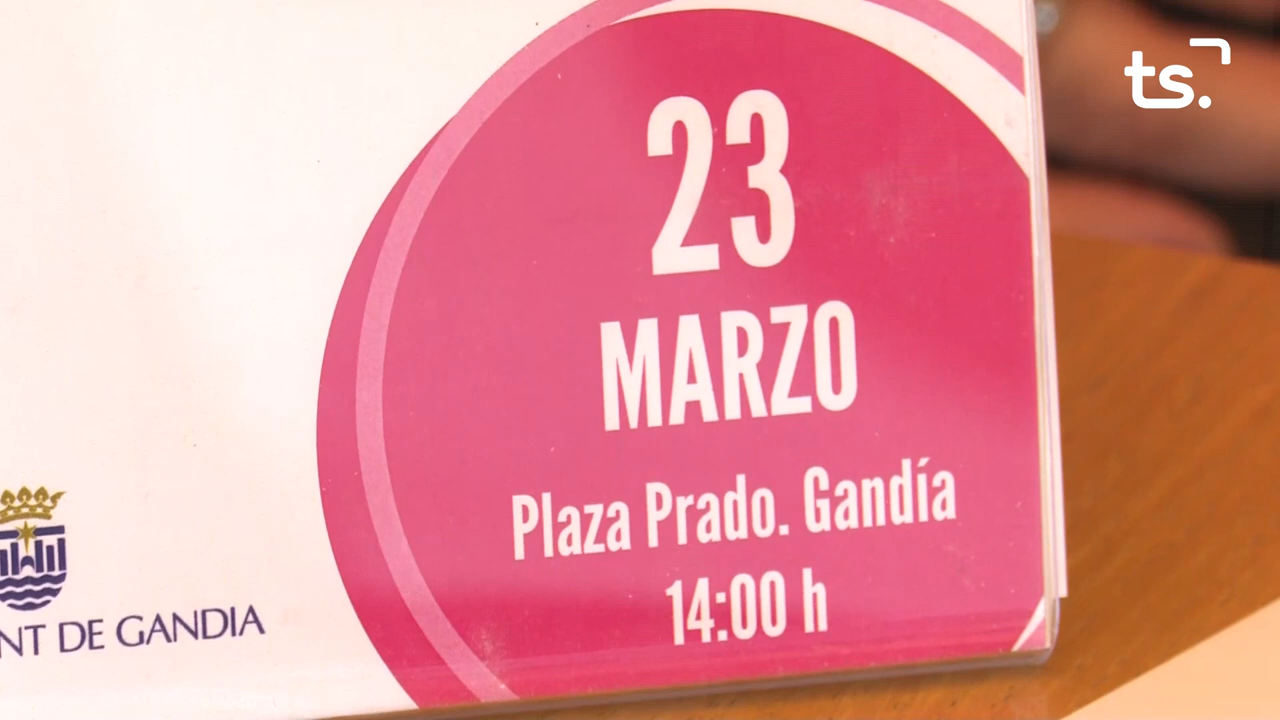 ts.
23
MARZO
Plaza Prado. Gandía
14:00 h
NT DE GANDIA